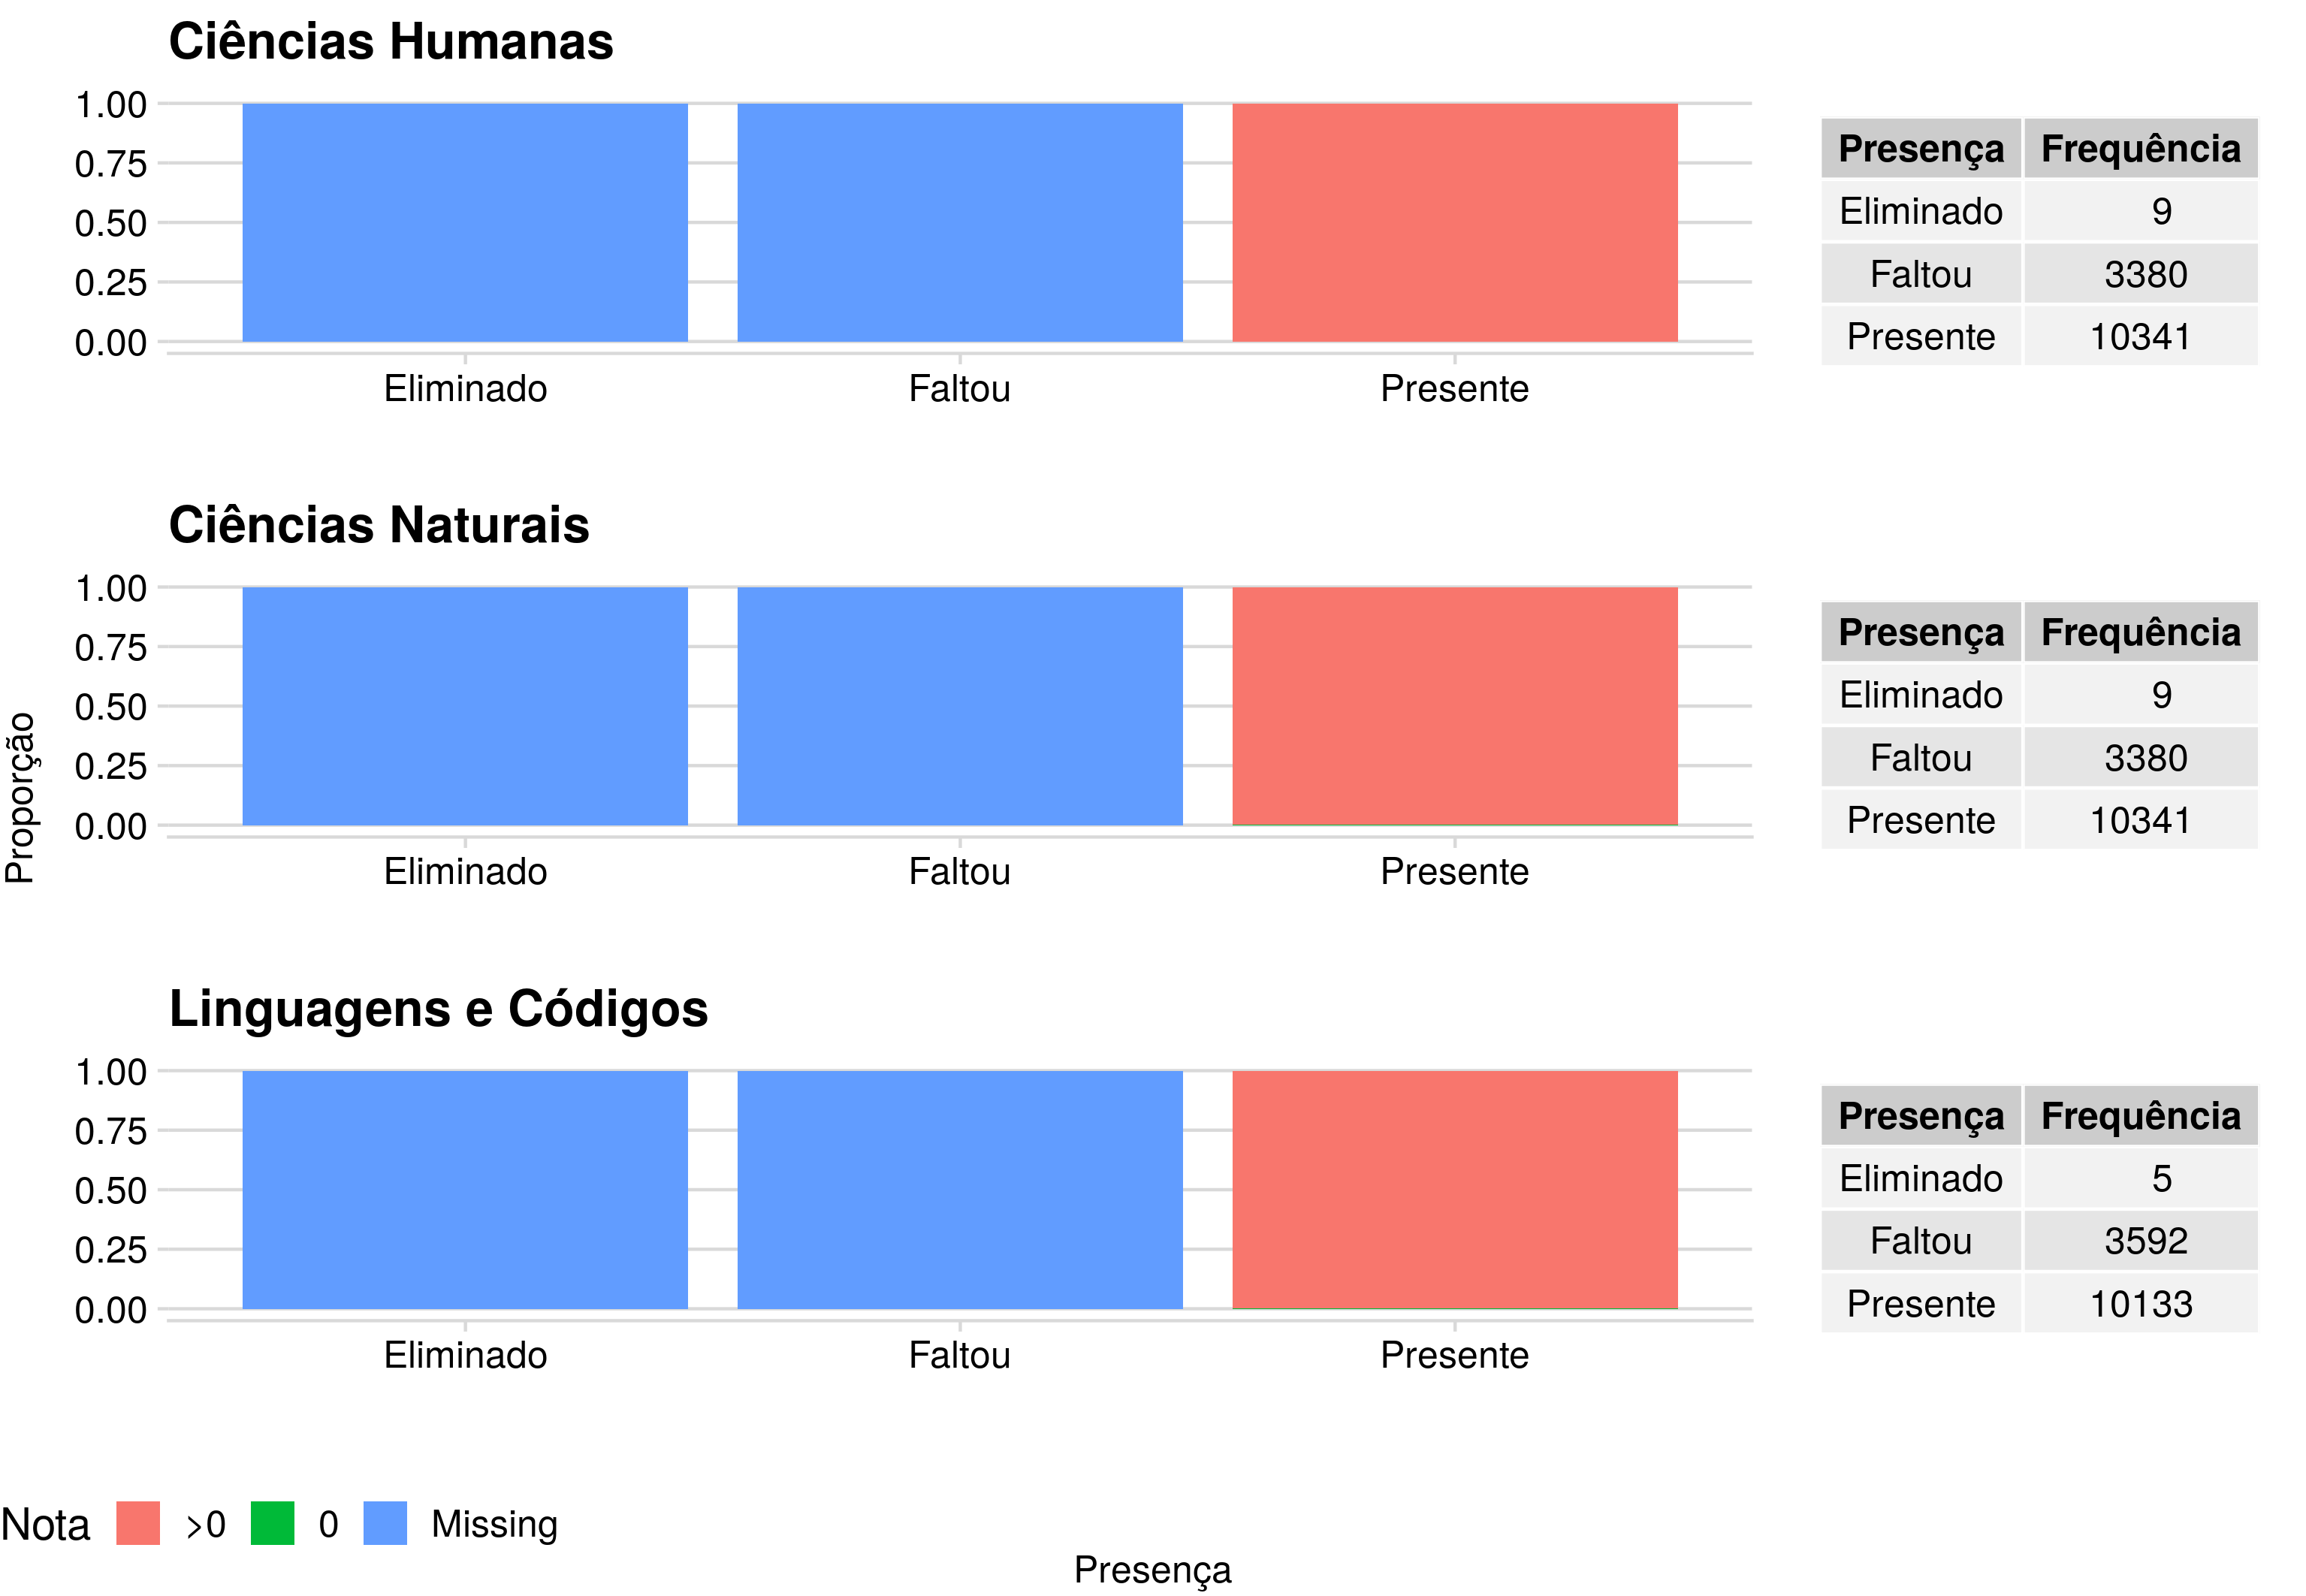 Ciências Humanas
1.00
0.75
0.50
0.25
0.00
Eliminado Faltou Presente
Presença Frequência
Eliminado 9
Faltou 3380
Presente 10341
Proporção
Ciências Naturais
1.00
0.75
0.50
0.25
0.00
Eliminado Faltou Presente
Presença Frequência
Eliminado 9
Faltou 3380
Presente 10341
Linguagens e Códigos
1.00
0.75
0.50
0.25
0.00
Eliminado Faltou Presente
Presença Frequência
Eliminado 5
Faltou 3592
Presente 10133
Nota >0 0 Missing
Presença